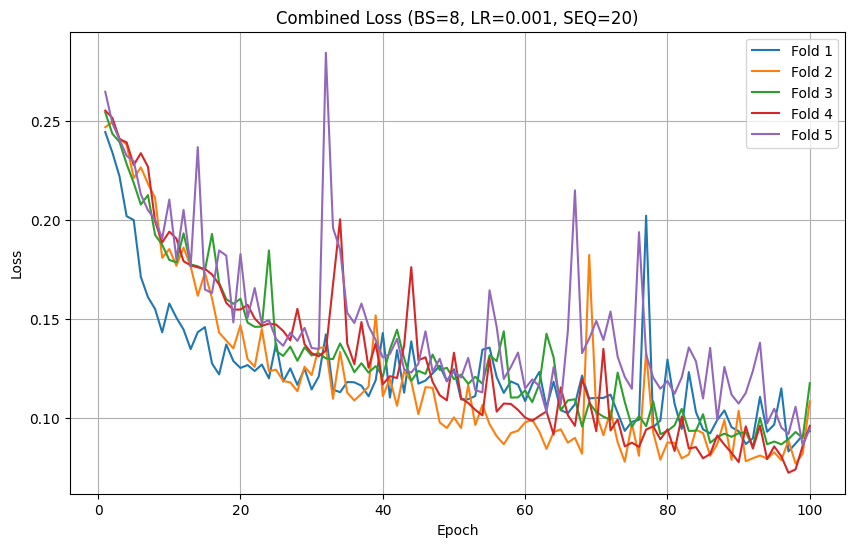 Combined Loss (BS=8, LR=0.001, SEQ=20)
Fold 1
Fold 2
Fold 3
Fold 4
Fold 5
0.25
0.20
0.15
0.10
Loss
0 20 40 60 80 100
Epoch